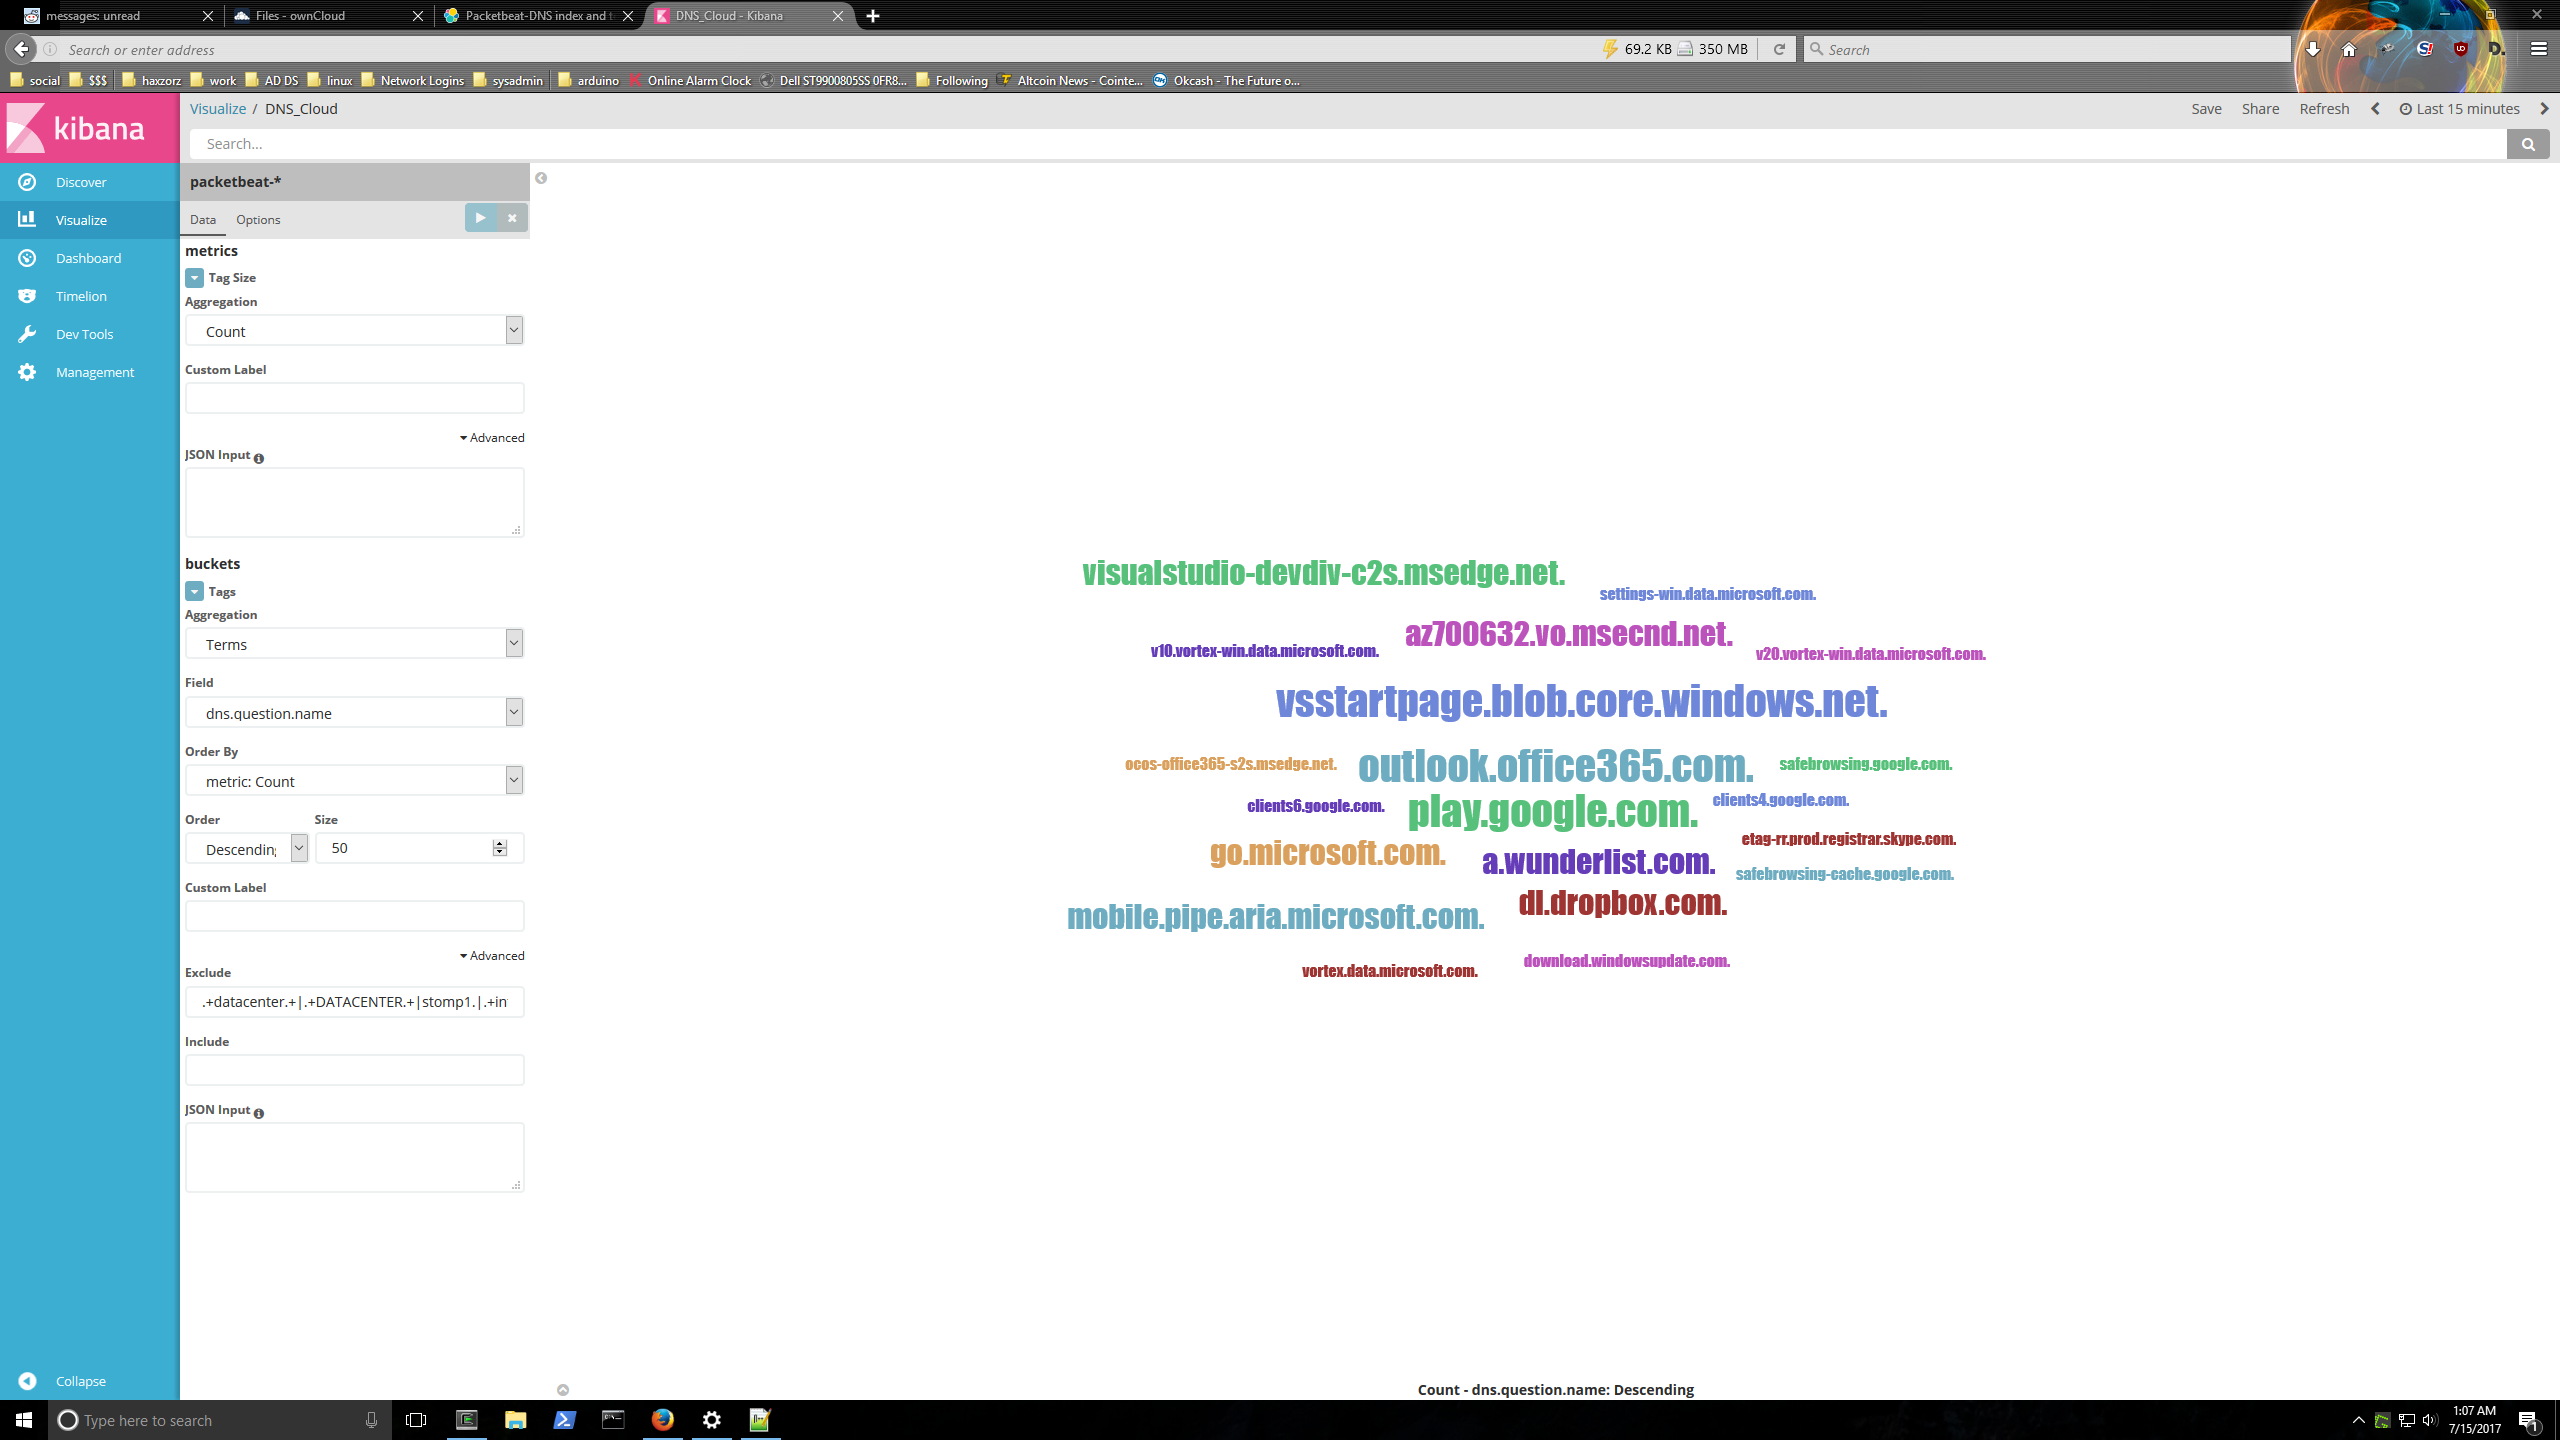 messages: unread
Files - ownCloud
Packetbeat-DNS index and t
DNS_Cloud - Kibana
Search or enter address
69.2 KB
350 MB
Search
social
$$$
haxzorz
work
AD DS
linux
Network Logins
sysadmin
arduino
Online Alarm Clock
Dell ST9900805SS 0FR8...
Following
Altcoin News - Cointe...
Okcash - The Future o...
kibana
Visualize / DNS_Cloud
Save
Share
Refresh
Last 15 minutes
Search...
Discover
Visualize
Dashboard
Timelion
Dev Tools
Management
Collapse
packetbeat-*
Data
Options
metrics
Tag Size
Aggregation
Count
Custom Label
Advanced
JSON Input
buckets
Tags
Aggregation
Terms
Field
dns.question.name
Order By
metric: Count
Order
Size
Descending
50
Custom Label
Advanced
Exclude
.+datacenter.+|.+DATACENTER.+|stomp1.|.+in
Include
JSON Input
visualstudio-devdiv-c2s.msedge.net.
settings-win.data.microsoft.com.
az700632.vo.msecnd.net.
v10.vortex-win.data.microsoft.com.
v20.vortex-win.data.microsoft.com.
vsstartpage.blob.core.windows.net.
ocos-office365-s2s.msedge.net.
outlook.office365.com.
safebrowsing.google.com.
clients6.google.com.
play.google.com.
clients4.google.com.
etag-rr.prod.registrar.skype.com.
go.microsoft.com.
a.wunderlist.com.
safebrowsing-cache.google.com.
mobile.pipe.aria.microsoft.com.
dl.dropbox.com.
vortex.data.microsoft.com.
download.windowsupdate.com.
Count - dns.question.name: Descending
Type here to search
1:07 AM
7/15/2017
1